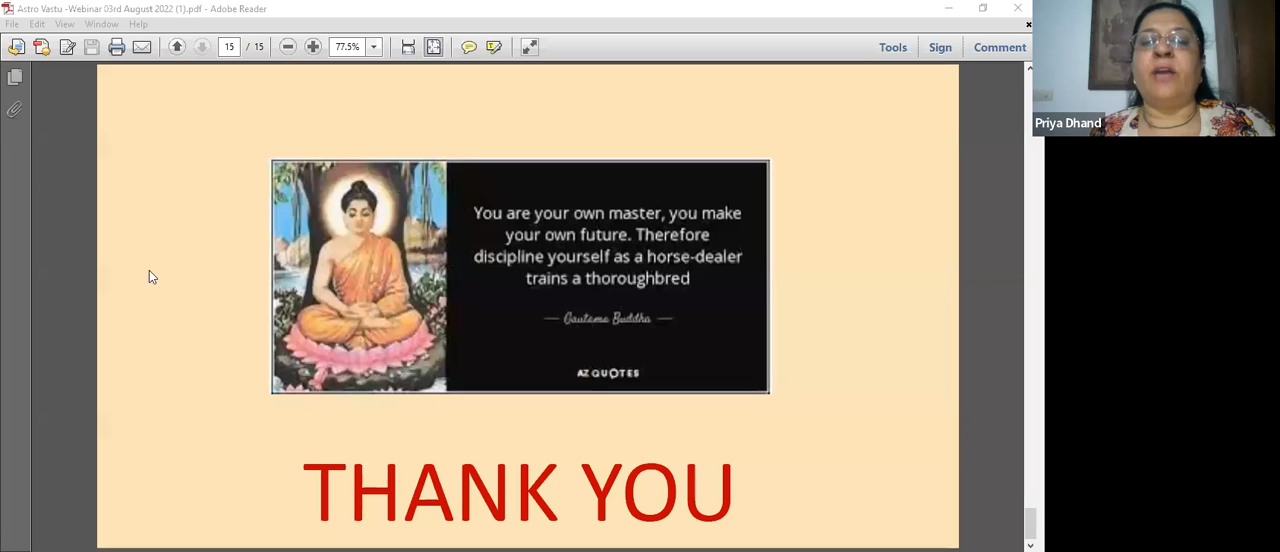 Astro Vastu -Webinar 03rd August 2022 (1).pdf - Adobe Reader
File Edit View Window Help
15 / 15 77.5% Tools Sign Comment
Priya Dhand
You are your own master, you make
your own future. Therefore
discipline yourself as a horse-dealer
trains a thoroughbred
— Gautama Buddha —
AZ QUOTES
THANK YOU